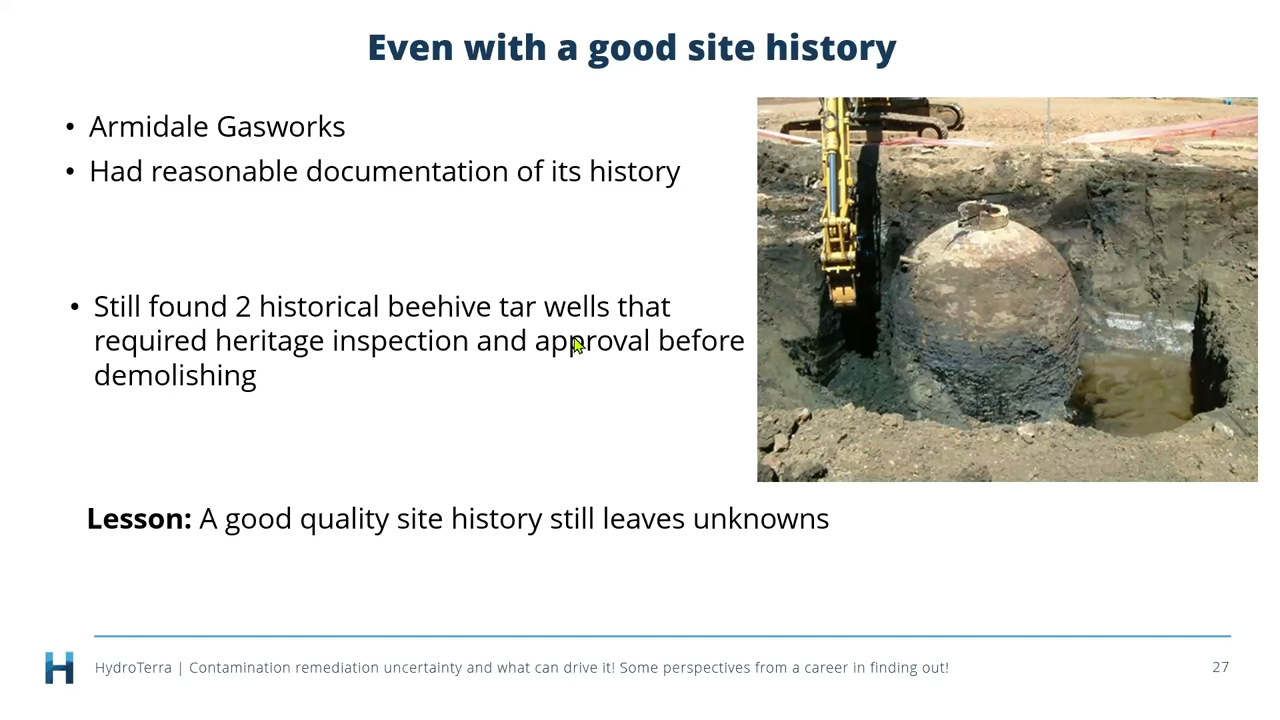 Even with a good site history
• Armidale Gasworks
• Had reasonable documentation of its history
• Still found 2 historical beehive tar wells that
required heritage inspection and approval before
demolishing
Lesson: A good quality site history still leaves unknowns
HydroTerra | Contamination remediation uncertainty and what can drive it! Some perspectives from a career in finding out!
27